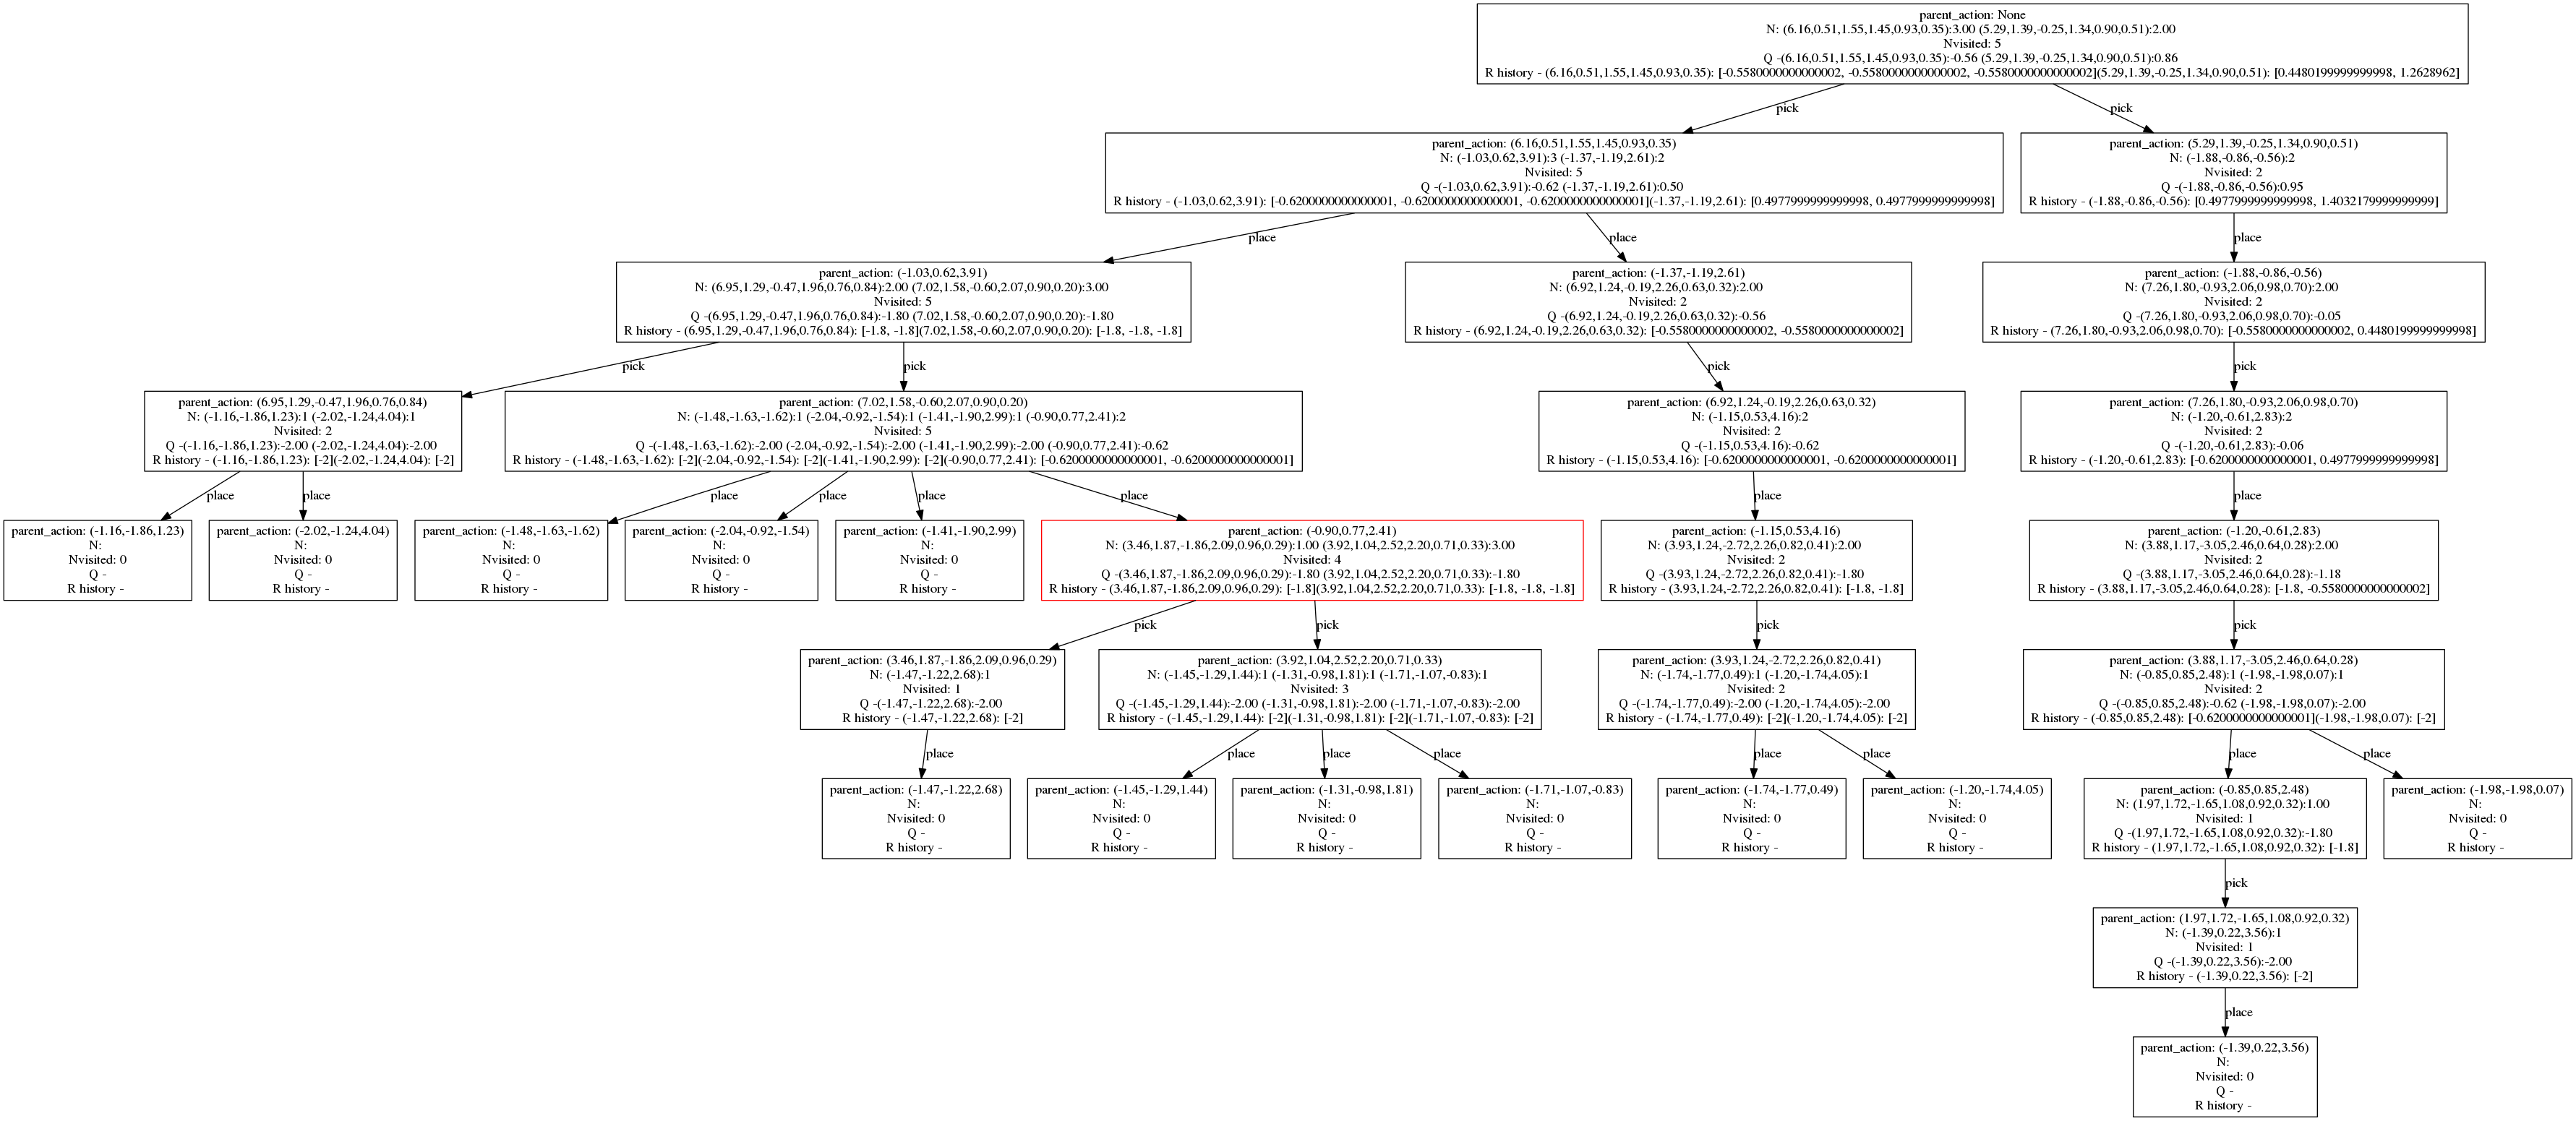 parent_action: None
N: (6.16,0.51,1.55,1.45,0.93,0.35):3.00 (5.29,1.39,-0.25,1.34,0.90,0.51):2.00
Nvisited: 5
Q -(6.16,0.51,1.55,1.45,0.93,0.35):-0.56 (5.29,1.39,-0.25,1.34,0.90,0.51):0.86
R history - (6.16,0.51,1.55,1.45,0.93,0.35): [-0.5580000000000002, -0.5580000000000002, -0.5580000000000002](5.29,1.39,-0.25,1.34,0.90,0.51): [0.4480199999999998, 1.2628962]
pick
pick
parent_action: (6.16,0.51,1.55,1.45,0.93,0.35)
N: (-1.03,0.62,3.91):3 (-1.37,-1.19,2.61):2
Nvisited: 5
Q -(-1.03,0.62,3.91):-0.62 (-1.37,-1.19,2.61):0.50
R history - (-1.03,0.62,3.91): [-0.6200000000000001, -0.6200000000000001, -0.6200000000000001](-1.37,-1.19,2.61): [0.4977999999999998, 0.4977999999999998]
parent_action: (5.29,1.39,-0.25,1.34,0.90,0.51)
N: (-1.88,-0.86,-0.56):2
Nvisited: 2
Q -(-1.88,-0.86,-0.56):0.95
R history - (-1.88,-0.86,-0.56): [0.4977999999999998, 1.4032179999999999]
place
place
place
parent_action: (-1.03,0.62,3.91)
N: (6.95,1.29,-0.47,1.96,0.76,0.84):2.00 (7.02,1.58,-0.60,2.07,0.90,0.20):3.00
Nvisited: 5
Q -(6.95,1.29,-0.47,1.96,0.76,0.84):-1.80 (7.02,1.58,-0.60,2.07,0.90,0.20):-1.80
R history - (6.95,1.29,-0.47,1.96,0.76,0.84): [-1.8, -1.8](7.02,1.58,-0.60,2.07,0.90,0.20): [-1.8, -1.8, -1.8]
parent_action: (-1.37,-1.19,2.61)
N: (6.92,1.24,-0.19,2.26,0.63,0.32):2.00
Nvisited: 2
Q -(6.92,1.24,-0.19,2.26,0.63,0.32):-0.56
R history - (6.92,1.24,-0.19,2.26,0.63,0.32): [-0.5580000000000002, -0.5580000000000002]
parent_action: (-1.88,-0.86,-0.56)
N: (7.26,1.80,-0.93,2.06,0.98,0.70):2.00
Nvisited: 2
Q -(7.26,1.80,-0.93,2.06,0.98,0.70):-0.05
R history - (7.26,1.80,-0.93,2.06,0.98,0.70): [-0.5580000000000002, 0.4480199999999998]
pick
pick
pick
pick
parent_action: (6.95,1.29,-0.47,1.96,0.76,0.84)
N: (-1.16,-1.86,1.23):1 (-2.02,-1.24,4.04):1
Nvisited: 2
Q -(-1.16,-1.86,1.23):-2.00 (-2.02,-1.24,4.04):-2.00
R history - (-1.16,-1.86,1.23): [-2](-2.02,-1.24,4.04): [-2]
parent_action: (7.02,1.58,-0.60,2.07,0.90,0.20)
N: (-1.48,-1.63,-1.62):1 (-2.04,-0.92,-1.54):1 (-1.41,-1.90,2.99):1 (-0.90,0.77,2.41):2
Nvisited: 5
Q -(-1.48,-1.63,-1.62):-2.00 (-2.04,-0.92,-1.54):-2.00 (-1.41,-1.90,2.99):-2.00 (-0.90,0.77,2.41):-0.62
R history - (-1.48,-1.63,-1.62): [-2](-2.04,-0.92,-1.54): [-2](-1.41,-1.90,2.99): [-2](-0.90,0.77,2.41): [-0.6200000000000001, -0.6200000000000001]
parent_action: (6.92,1.24,-0.19,2.26,0.63,0.32)
N: (-1.15,0.53,4.16):2
Nvisited: 2
Q -(-1.15,0.53,4.16):-0.62
R history - (-1.15,0.53,4.16): [-0.6200000000000001, -0.6200000000000001]
parent_action: (7.26,1.80,-0.93,2.06,0.98,0.70)
N: (-1.20,-0.61,2.83):2
Nvisited: 2
Q -(-1.20,-0.61,2.83):-0.06
R history - (-1.20,-0.61,2.83): [-0.6200000000000001, 0.4977999999999998]
place
place
place
place
place
place
place
place
parent_action: (-1.16,-1.86,1.23)
N:
Nvisited: 0
Q -
R history -
parent_action: (-2.02,-1.24,4.04)
N:
Nvisited: 0
Q -
R history -
parent_action: (-1.48,-1.63,-1.62)
N:
Nvisited: 0
Q -
R history -
parent_action: (-2.04,-0.92,-1.54)
N:
Nvisited: 0
Q -
R history -
parent_action: (-1.41,-1.90,2.99)
N:
Nvisited: 0
Q -
R history -
parent_action: (-0.90,0.77,2.41)
N: (3.46,1.87,-1.86,2.09,0.96,0.29):1.00 (3.92,1.04,2.52,2.20,0.71,0.33):3.00
Nvisited: 4
Q -(3.46,1.87,-1.86,2.09,0.96,0.29):-1.80 (3.92,1.04,2.52,2.20,0.71,0.33):-1.80
R history - (3.46,1.87,-1.86,2.09,0.96,0.29): [-1.8](3.92,1.04,2.52,2.20,0.71,0.33): [-1.8, -1.8, -1.8]
parent_action: (-1.15,0.53,4.16)
N: (3.93,1.24,-2.72,2.26,0.82,0.41):2.00
Nvisited: 2
Q -(3.93,1.24,-2.72,2.26,0.82,0.41):-1.80
R history - (3.93,1.24,-2.72,2.26,0.82,0.41): [-1.8, -1.8]
parent_action: (-1.20,-0.61,2.83)
N: (3.88,1.17,-3.05,2.46,0.64,0.28):2.00
Nvisited: 2
Q -(3.88,1.17,-3.05,2.46,0.64,0.28):-1.18
R history - (3.88,1.17,-3.05,2.46,0.64,0.28): [-1.8, -0.5580000000000002]
pick
pick
pick
pick
parent_action: (3.46,1.87,-1.86,2.09,0.96,0.29)
N: (-1.47,-1.22,2.68):1
Nvisited: 1
Q -(-1.47,-1.22,2.68):-2.00
R history - (-1.47,-1.22,2.68): [-2]
parent_action: (3.92,1.04,2.52,2.20,0.71,0.33)
N: (-1.45,-1.29,1.44):1 (-1.31,-0.98,1.81):1 (-1.71,-1.07,-0.83):1
Nvisited: 3
Q -(-1.45,-1.29,1.44):-2.00 (-1.31,-0.98,1.81):-2.00 (-1.71,-1.07,-0.83):-2.00
R history - (-1.45,-1.29,1.44): [-2](-1.31,-0.98,1.81): [-2](-1.71,-1.07,-0.83): [-2]
parent_action: (3.93,1.24,-2.72,2.26,0.82,0.41)
N: (-1.74,-1.77,0.49):1 (-1.20,-1.74,4.05):1
Nvisited: 2
Q -(-1.74,-1.77,0.49):-2.00 (-1.20,-1.74,4.05):-2.00
R history - (-1.74,-1.77,0.49): [-2](-1.20,-1.74,4.05): [-2]
parent_action: (3.88,1.17,-3.05,2.46,0.64,0.28)
N: (-0.85,0.85,2.48):1 (-1.98,-1.98,0.07):1
Nvisited: 2
Q -(-0.85,0.85,2.48):-0.62 (-1.98,-1.98,0.07):-2.00
R history - (-0.85,0.85,2.48): [-0.6200000000000001](-1.98,-1.98,0.07): [-2]
place
place
place
place
place
place
place
place
parent_action: (-1.47,-1.22,2.68)
N:
Nvisited: 0
Q -
R history -
parent_action: (-1.45,-1.29,1.44)
N:
Nvisited: 0
Q -
R history -
parent_action: (-1.31,-0.98,1.81)
N:
Nvisited: 0
Q -
R history -
parent_action: (-1.71,-1.07,-0.83)
N:
Nvisited: 0
Q -
R history -
parent_action: (-1.74,-1.77,0.49)
N:
Nvisited: 0
Q -
R history -
parent_action: (-1.20,-1.74,4.05)
N:
Nvisited: 0
Q -
R history -
parent_action: (-0.85,0.85,2.48)
N: (1.97,1.72,-1.65,1.08,0.92,0.32):1.00
Nvisited: 1
Q -(1.97,1.72,-1.65,1.08,0.92,0.32):-1.80
R history - (1.97,1.72,-1.65,1.08,0.92,0.32): [-1.8]
parent_action: (-1.98,-1.98,0.07)
N:
Nvisited: 0
Q -
R history -
pick
parent_action: (1.97,1.72,-1.65,1.08,0.92,0.32)
N: (-1.39,0.22,3.56):1
Nvisited: 1
Q -(-1.39,0.22,3.56):-2.00
R history - (-1.39,0.22,3.56): [-2]
place
parent_action: (-1.39,0.22,3.56)
N:
Nvisited: 0
Q -
R history -